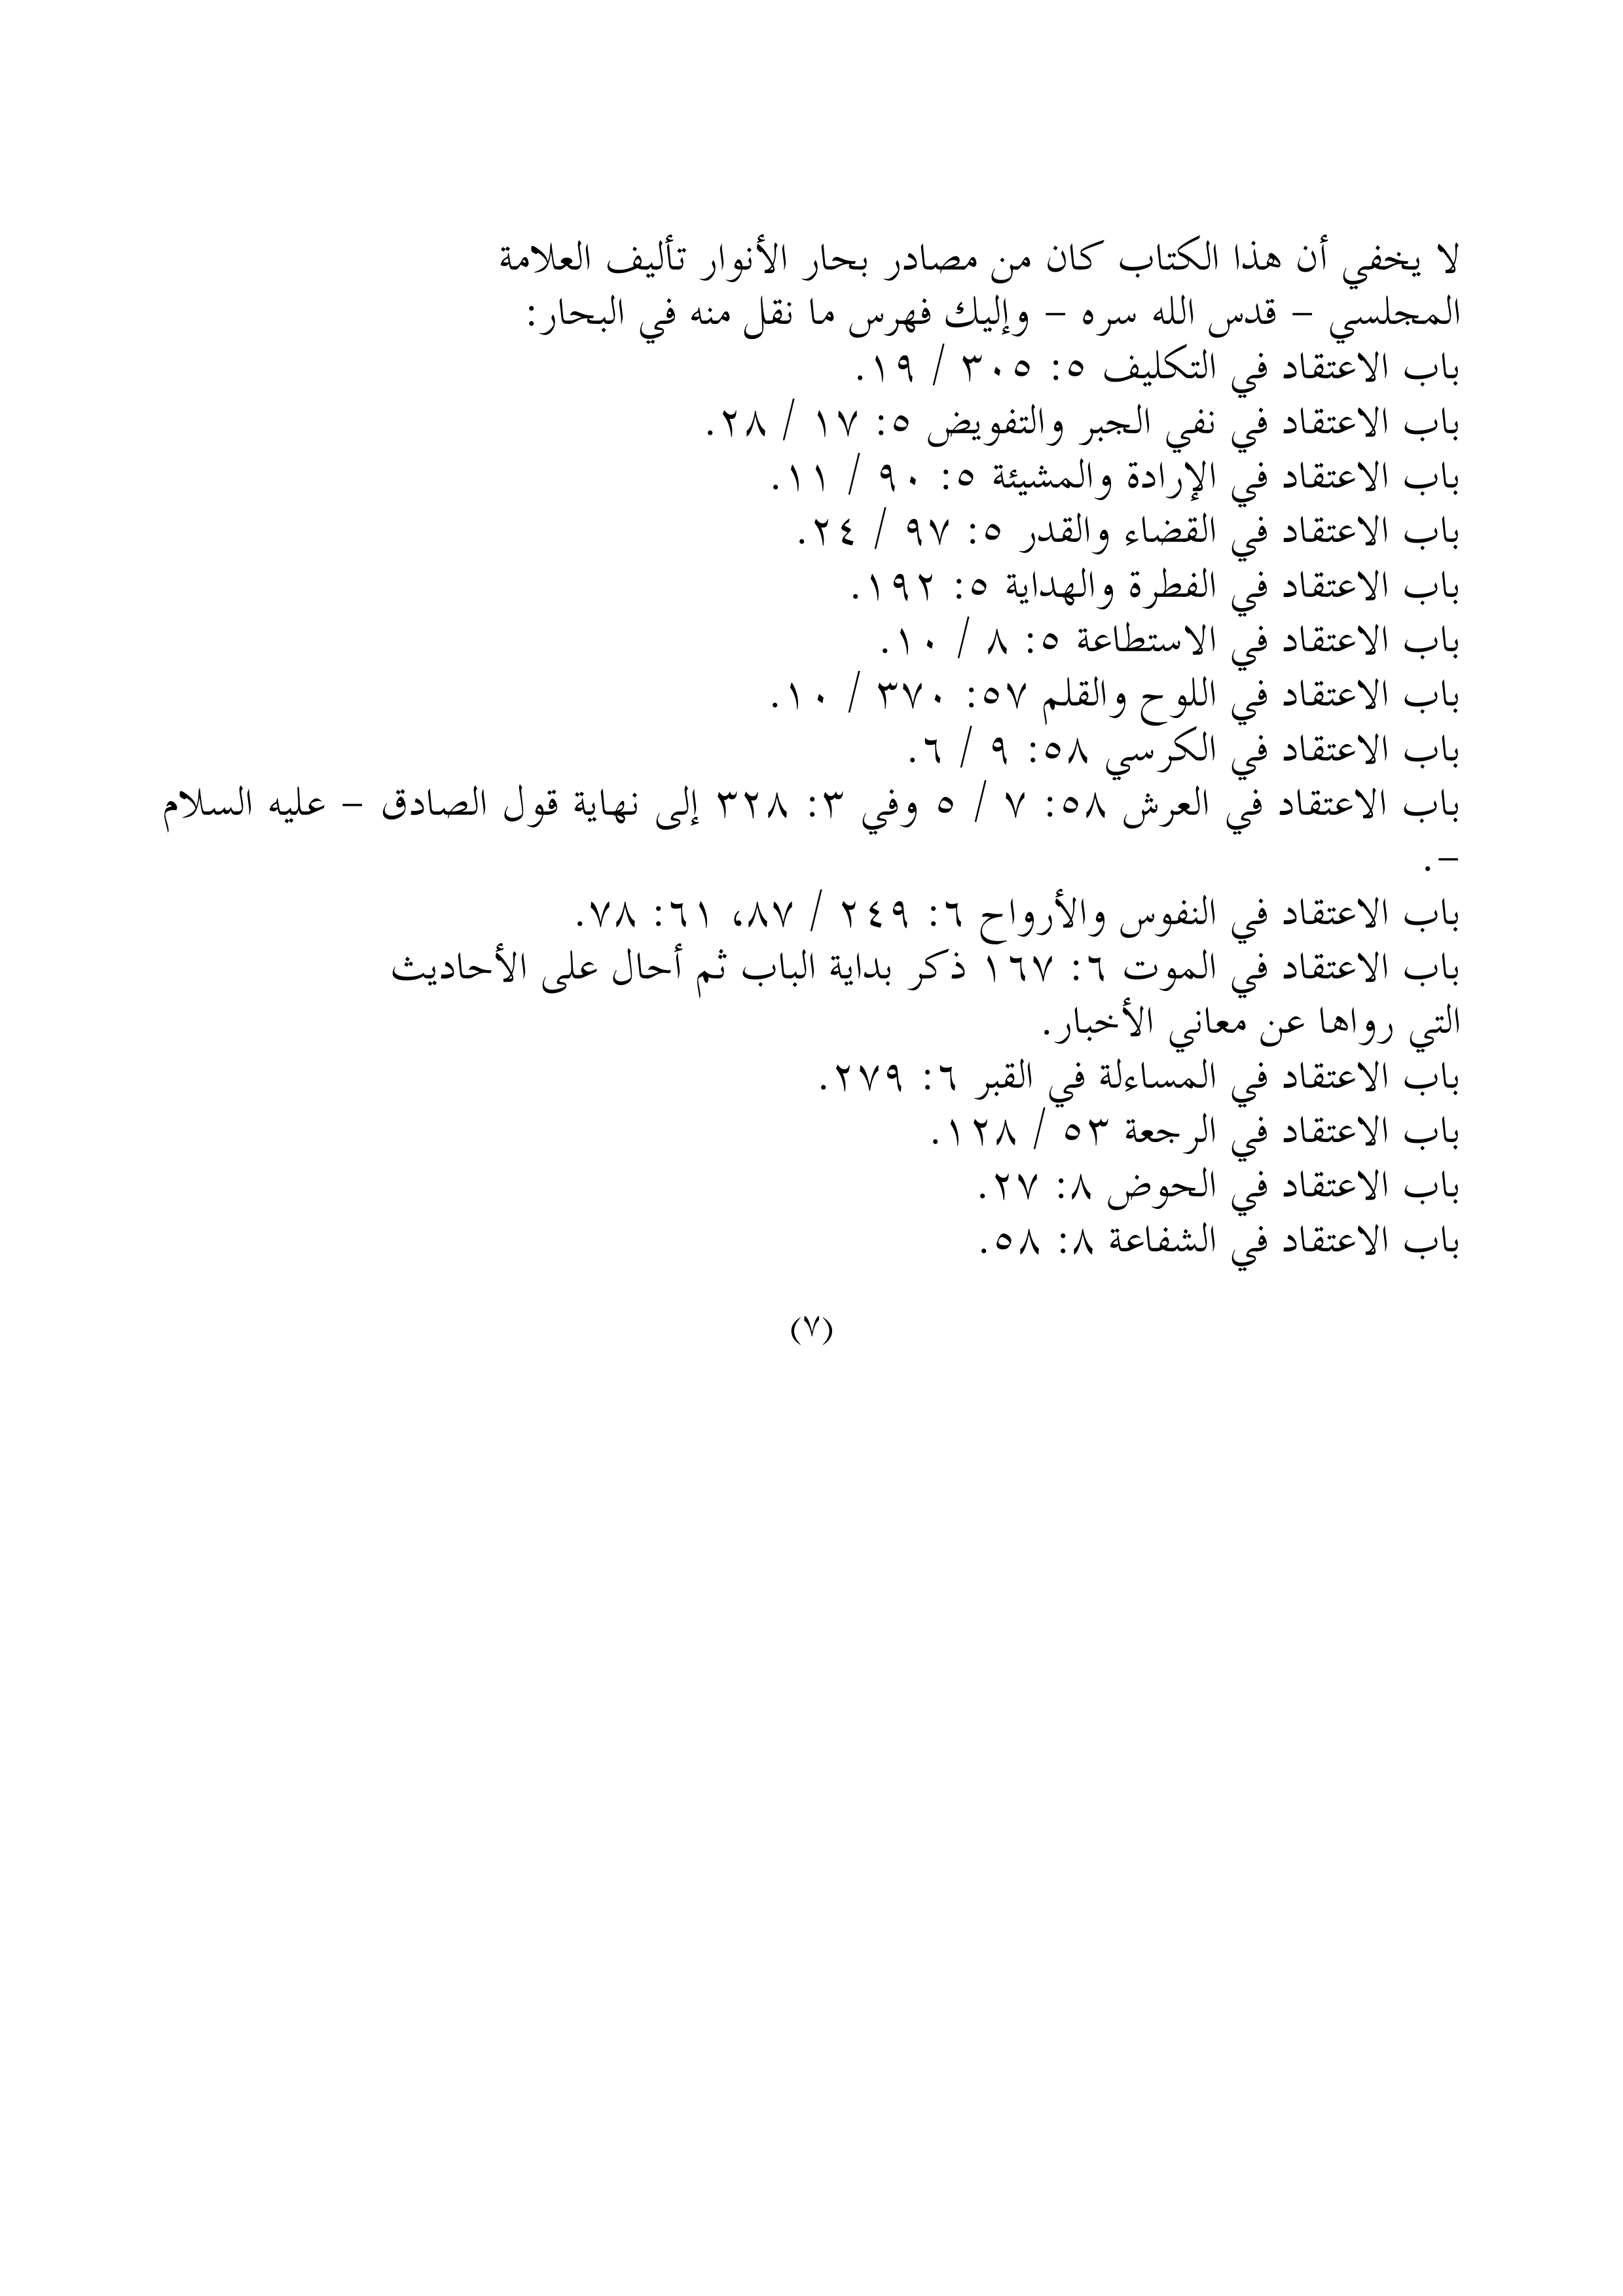 لا يخفي أن هذا الكتاب كان من مصادر بحار الأنوار تأليف العلامة
المجلسي - قدس الله سره - وإليك فهرس ما نقل منه في البحار:
باب الاعتقاد في التكليف ٥: ٣٠٥ / ١٩.
باب الاعتقاد في نفي الجبر والتفويض ٥: ١٧ / ٢٨.
باب الاعتقاد في الإرادة والمشيئة ٥: ٩٠ / ١١.
باب الاعتقاد في القضاء والقدر ٥: ٩٧ / ٢٤.
باب الاعتقاد في الفطرة والهداية ٥: ١٩٢.
باب الاعتقاد في الاستطاعة ٥: ٨ / ١٠.
باب الاعتقاد في اللوح والقلم ٥٧: ٣٧٠ / ١٠.
باب الاعتقاد في الكرسي ٥٨: ٩ / ٦.
باب الاعتقاد في العرش ٥٨: ٧ / ٥ وفي ٣: ٣٢٨ إلى نهاية قول الصادق - عليه السلام
-.
باب الاعتقاد في النفوس والأرواح ٦: ٢٤٩ / ٨٧، ٦١: ٧٨.
باب الاعتقاد في الموت ٦: ١٦٧ ذكر بداية الباب ثم أحال على الأحاديث
التي رواها عن معاني الأخبار.
باب الاعتقاد في المساءلة في القبر ٦: ٢٧٩.
باب الاعتقاد في الرجعة ٥٣ / ١٢٨.
باب الاعتقاد في الحوض ٨: ٢٧.
باب الاعتقاد في الشفاعة ٨: ٥٨.
(٧)